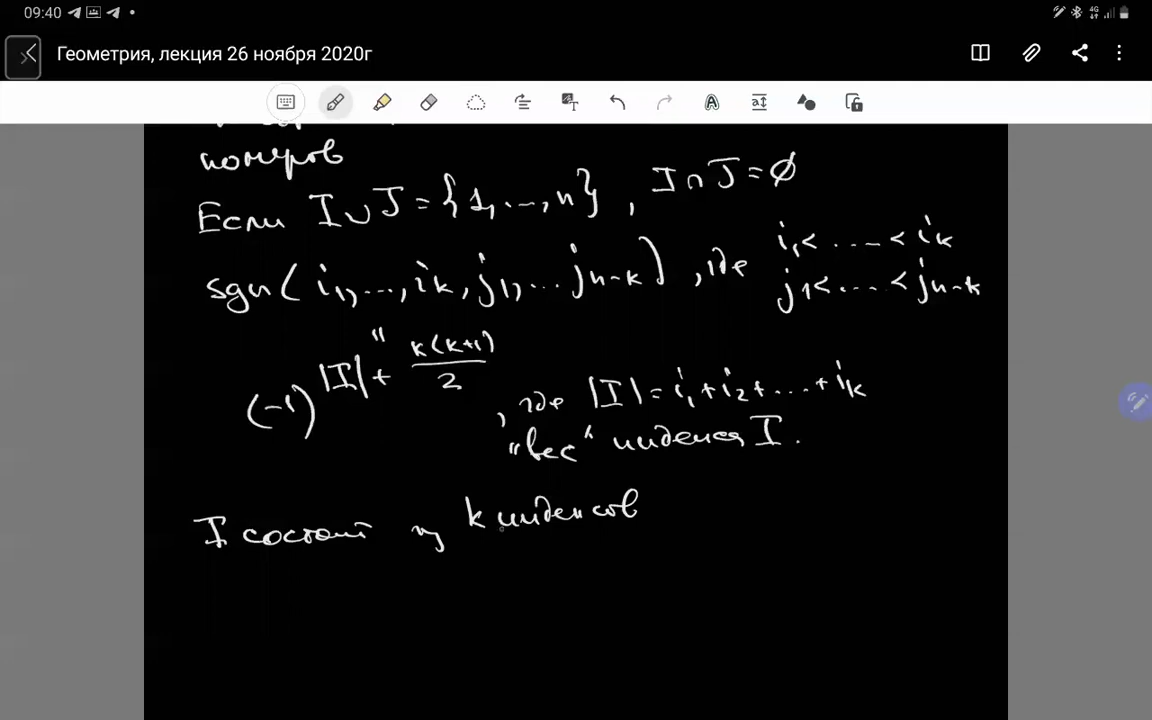 09:40
4G
Геометрия, лекция 26 ноября 2020г
номеров
Если I ∪ J = {1, ..., n}, I ∩ J = ∅
sgn(i₁, ..., iₖ, j₁, ... jₙ₋ₖ), где i₁ < .... < iₖ
j₁ < .... < jₙ₋ₖ
"
(-1)^{|I| + k(k+1)/2}, где |I| = i₁ + i₂ + ... + iₖ
"вес" индекса I.
I состоит из k индексов